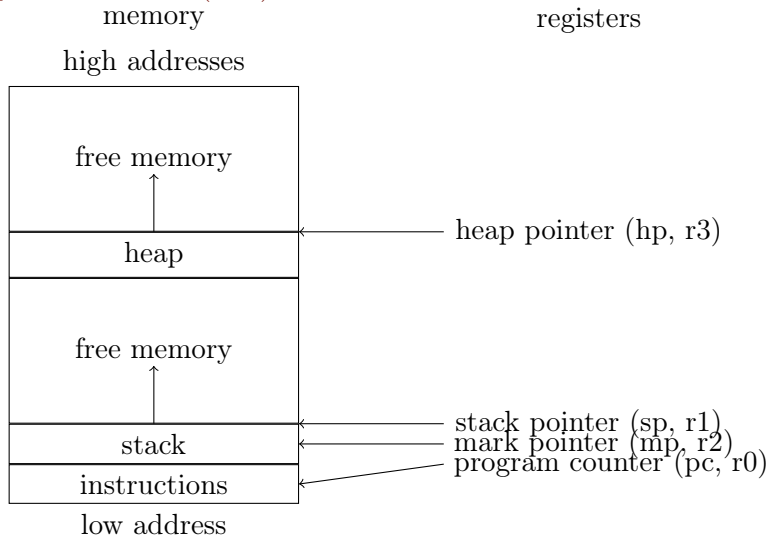 memory
registers
high addresses
free memory
heap pointer (hp, r3)
heap
free memory
stack pointer (sp, r1)
stack
mark pointer (mp, r2)
program counter (pc, r0)
instructions
low address